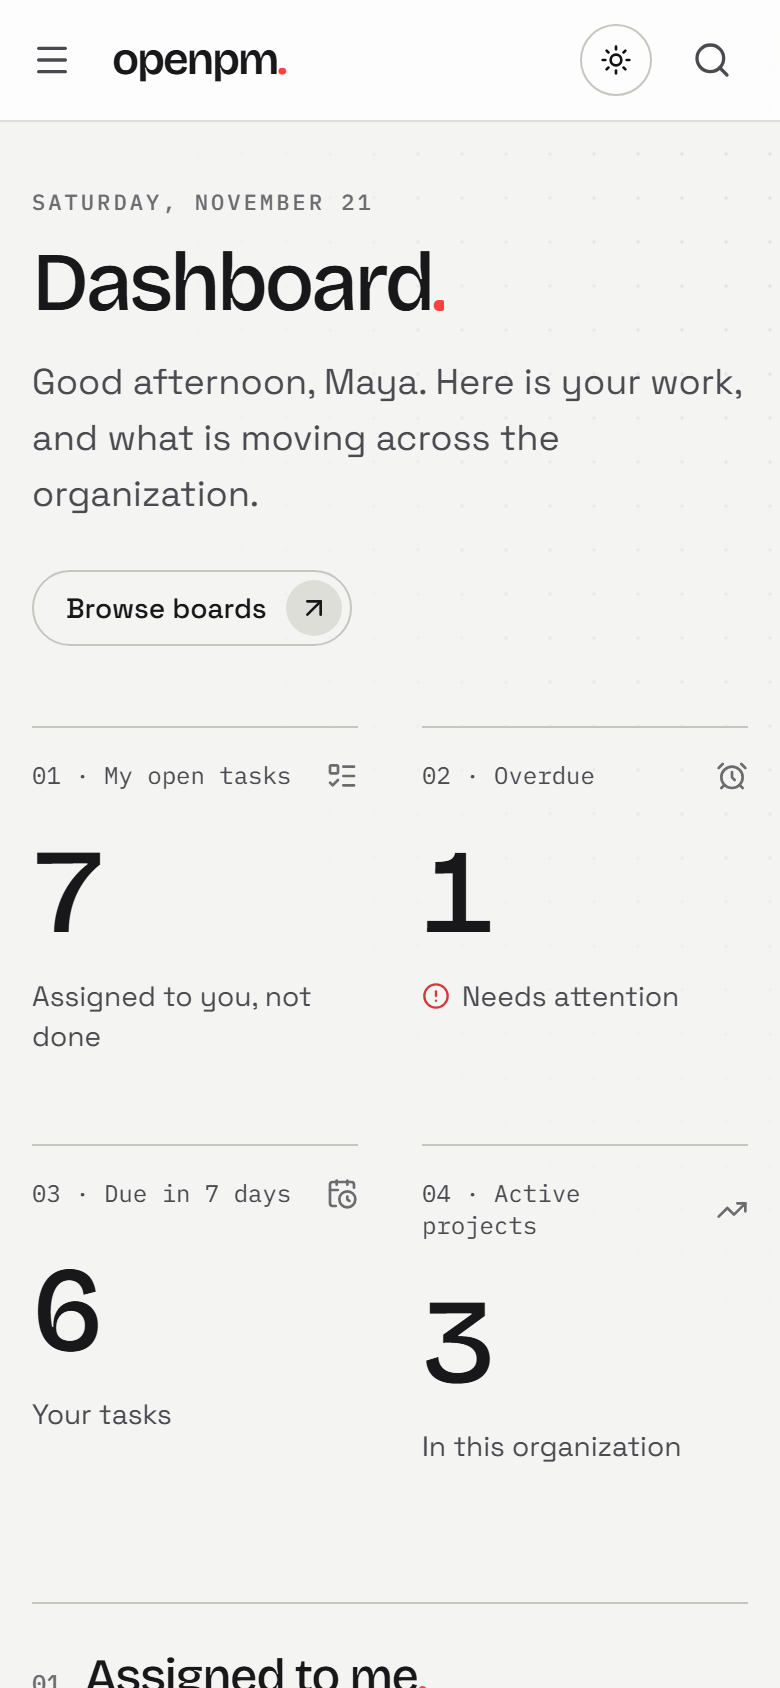 openpm.
SATURDAY, NOVEMBER 21
Dashboard.
Good afternoon, Maya. Here is your work,
and what is moving across the
organization.
Browse boards
01 · My open tasks
7
Assigned to you, not
done
02 · Overdue
1
Needs attention
03 · Due in 7 days
6
Your tasks
04 · Active
projects
3
In this organization
01 Assigned to me.